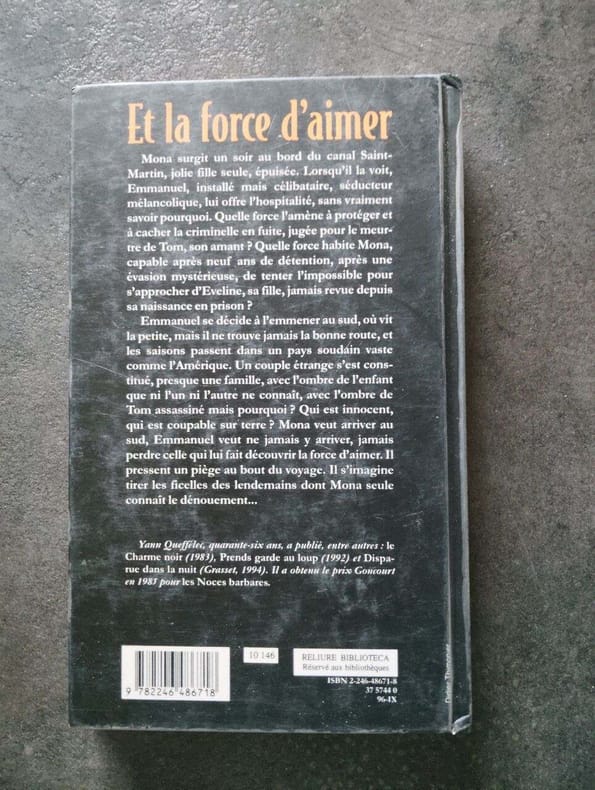 Et la force d'aimer
Mona surgit un soir au bord du canal Saint-
Martin, jolie fille seule, épuisée. Lorsqu'il la voit,
Emmanuel, installé mais célibataire, séducteur
mélancolique, lui offre l'hospitalité, sans vraiment
savoir pourquoi. Quelle force l'amène à protéger et
à cacher la criminelle en fuite, jugée pour le meur-
tre de Tom, son amant ? Quelle force habite Mona,
capable après neuf ans de détention, après une
évasion mystérieuse, de tenter l'impossible pour
s'approcher d'Eveline, sa fille, jamais revue depuis
sa naissance en prison ?
Emmanuel se décide à l'emmener au sud, où vit
la petite, mais il ne trouve jamais la bonne route, et
les saisons passent dans un pays soudain vaste
comme l'Amérique. Un couple étrange s'est cons-
titué, presque une famille, avec l'ombre de l'enfant
que ni l'un ni l'autre ne connaît, avec l'ombre de
Tom assassiné mais pourquoi ? Qui est innocent,
qui est coupable sur terre ? Mona veut arriver au
sud, Emmanuel veut ne jamais y arriver, jamais
perdre celle qui lui fait découvrir la force d'aimer. Il
pressent un piège au bout du voyage. Il s'imagine
tirer les ficelles des lendemains dont Mona seule
connaît le dénouement...
Yann Queffélec, quarante-six ans, a publié, entre autres : le
Charme noir (1983), Prends garde au loup (1992) et Dispa-
rue dans la nuit (Grasset, 1994). Il a obtenu le prix Goncourt
en 1985 pour les Noces barbares.
10 146
RELIURE BIBLIOTECA
Réservé aux bibliothèques
ISBN 2-246-48671-8
37 5744 0
96-IX
9 782246 486718